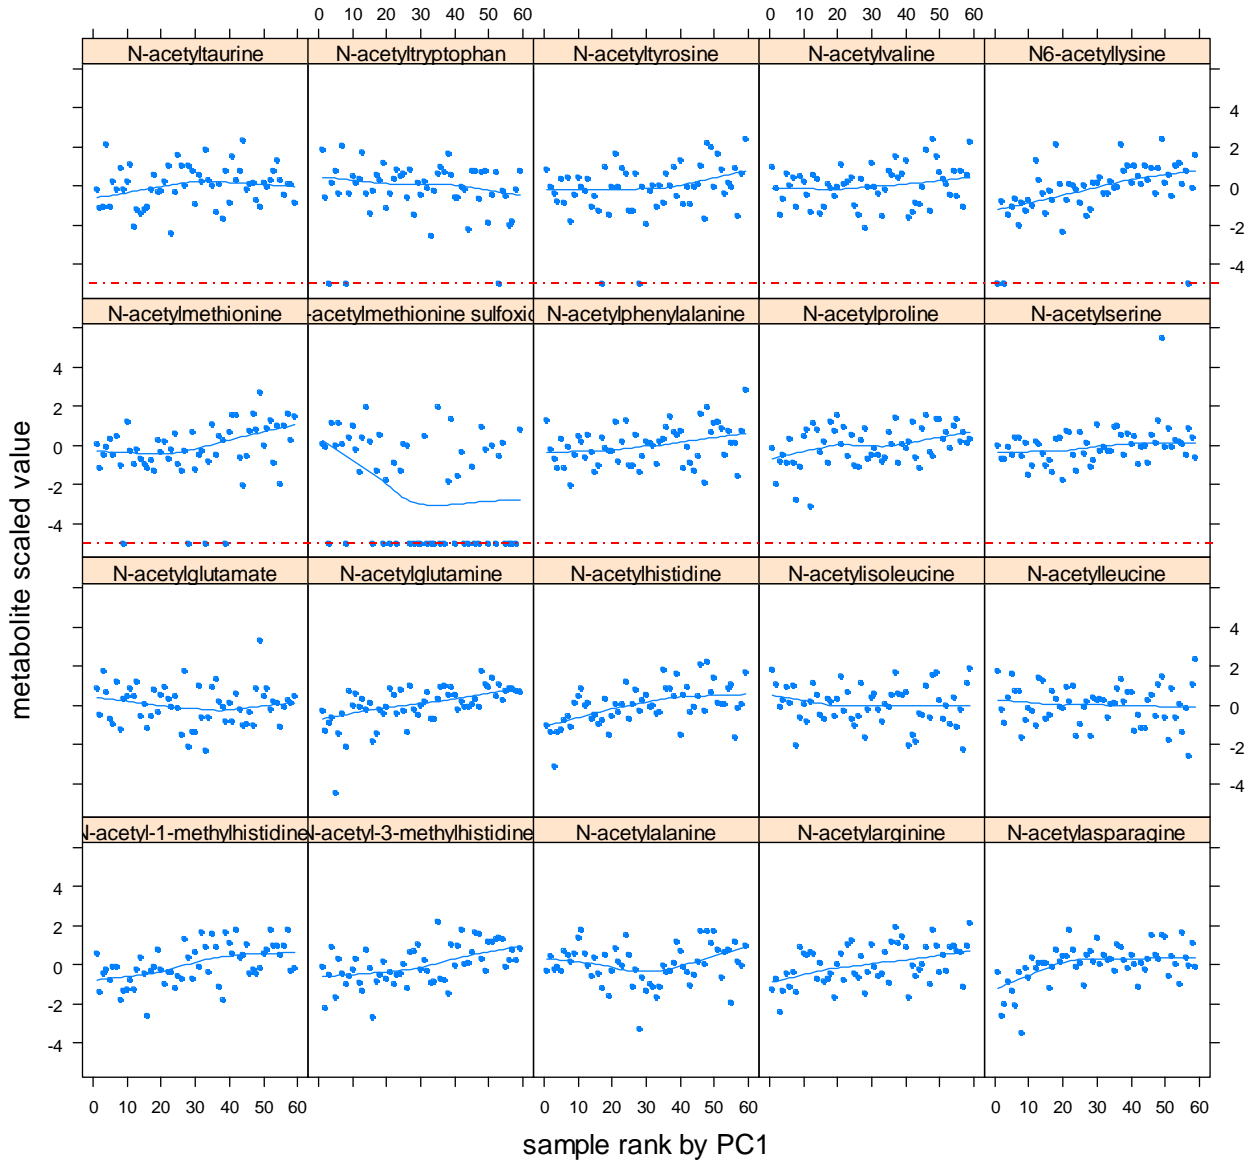 0 10 20 30 40 50 60 0 10 20 30 40 50 60
N-acetyltaurine N-acetyltryptophan N-acetyltyrosine N-acetylvaline N6-acetyllysine
4
2
0
-2
-4
N-acetylmethionine -acetylmethionine sulfoxid N-acetylphenylalanine N-acetylproline N-acetylserine
4
2
0
-2
-4
N-acetylglutamate N-acetylglutamine N-acetylhistidine N-acetylisoleucine N-acetylleucine
4
2
0
-2
-4
N-acetyl-1-methylhistidine N-acetyl-3-methylhistidine N-acetylalanine N-acetylarginine N-acetylasparagine
4
2
0
-2
-4
0 10 20 30 40 50 60 0 10 20 30 40 50 60 0 10 20 30 40 50 60
metabolite scaled value
sample rank by PC1